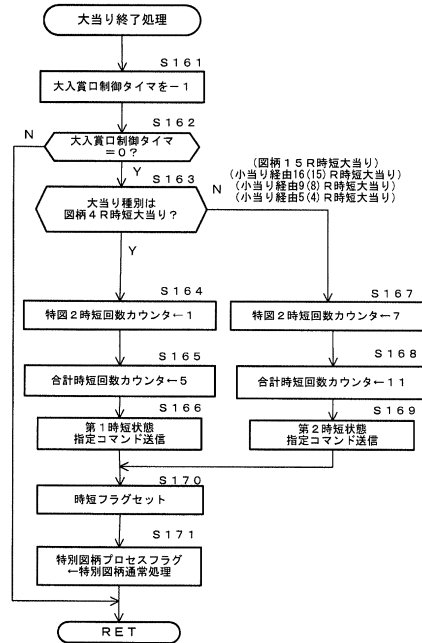 大当り終了処理
S161
大入賞口制御タイマを－1
S162
大入賞口制御タイマ
＝0？
N
Y
S163
大当り種別は
図柄4R時短大当り？
N
(図柄15R時短大当り)
(小当り経由16(15)R時短大当り)
(小当り経由9(8)R時短大当り)
(小当り経由5(4)R時短大当り)
Y
S164
特図2時短回数カウンタ←1
S167
特図2時短回数カウンタ←7
S165
合計時短回数カウンタ←5
S168
合計時短回数カウンタ←11
S166
第1時短状態
指定コマンド送信
S169
第2時短状態
指定コマンド送信
S170
時短フラグセット
S171
特別図柄プロセスフラグ
←特別図柄通常処理
RET